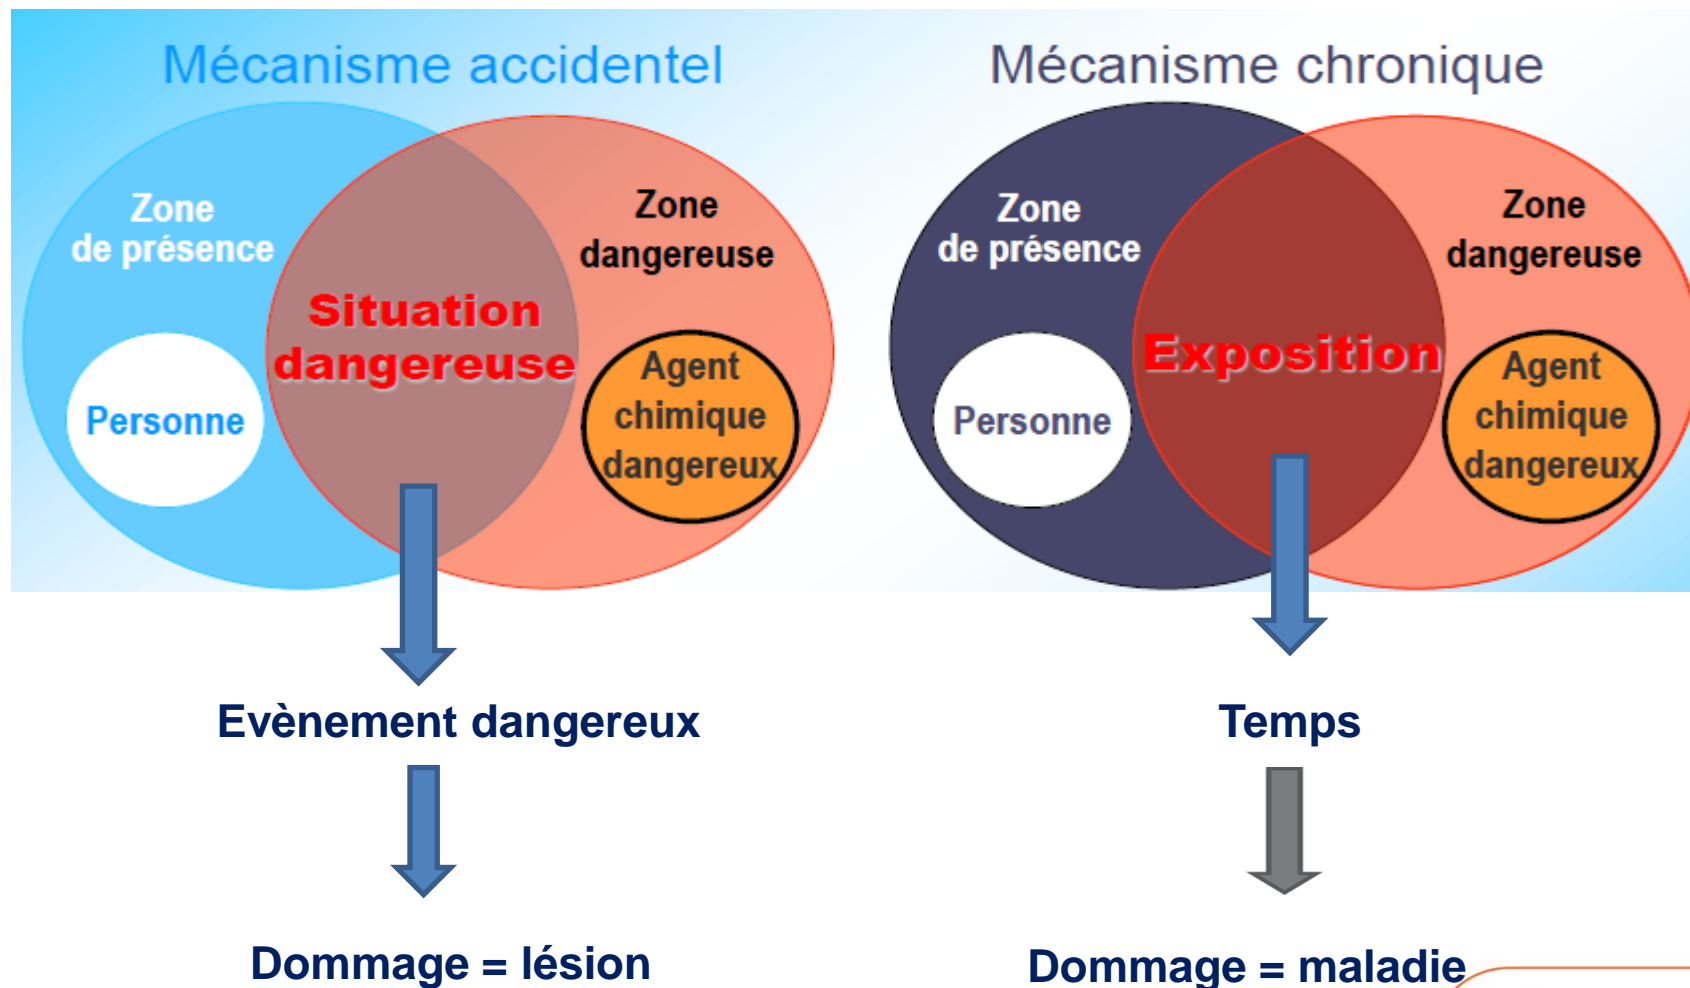 Mécanisme accidentel
Zone
de présence
Zone
dangereuse
Situation
dangereuse
Personne
Agent
chimique
dangereux
Evènement dangereux
Dommage = lésion
Mécanisme chronique
Zone
de présence
Zone
dangereuse
Exposition
Personne
Agent
chimique
dangereux
Temps
Dommage = maladie